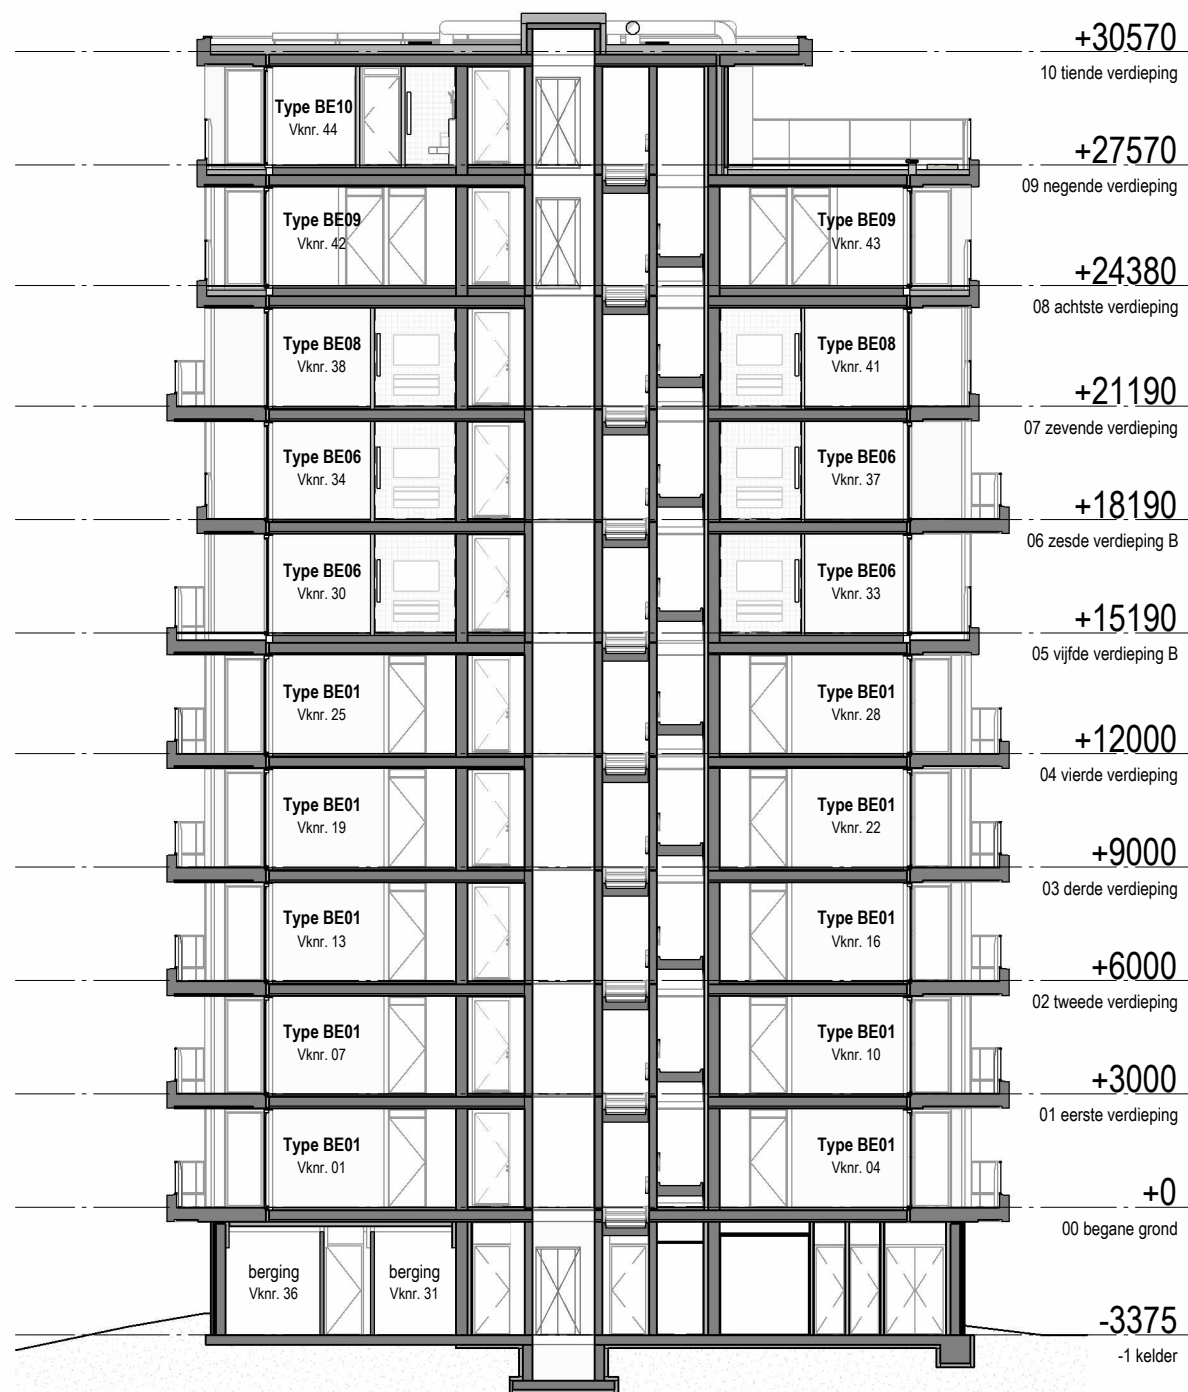 +30570
10 tiende verdieping
Type BE10
Vknr. 44
+27570
09 negende verdieping
Type BE09
Vknr. 42
Type BE09
Vknr. 43
+24380
08 achtste verdieping
Type BE08
Vknr. 38
Type BE08
Vknr. 41
+21190
07 zevende verdieping
Type BE06
Vknr. 34
Type BE06
Vknr. 37
+18190
06 zesde verdieping B
Type BE06
Vknr. 30
Type BE06
Vknr. 33
+15190
05 vijfde verdieping B
Type BE01
Vknr. 25
Type BE01
Vknr. 28
+12000
04 vierde verdieping
Type BE01
Vknr. 19
Type BE01
Vknr. 22
+9000
03 derde verdieping
Type BE01
Vknr. 13
Type BE01
Vknr. 16
+6000
02 tweede verdieping
Type BE01
Vknr. 07
Type BE01
Vknr. 10
+3000
01 eerste verdieping
Type BE01
Vknr. 01
Type BE01
Vknr. 04
+0
00 begane grond
berging
Vknr. 36
berging
Vknr. 31
-3375
-1 kelder